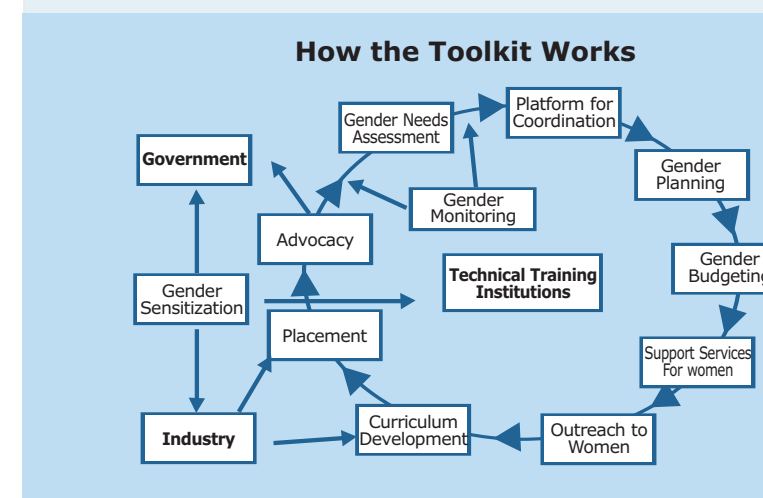 How the Toolkit Works
Gender Needs
Assessment
Platform for
Coordination
Government
Gender
Planning
Gender
Monitoring
Advocacy
Gender
Budgeting
Technical Training
Institutions
Gender
Sensitization
Placement
Support Services
For women
Curriculum
Development
Outreach to
Women
Industry